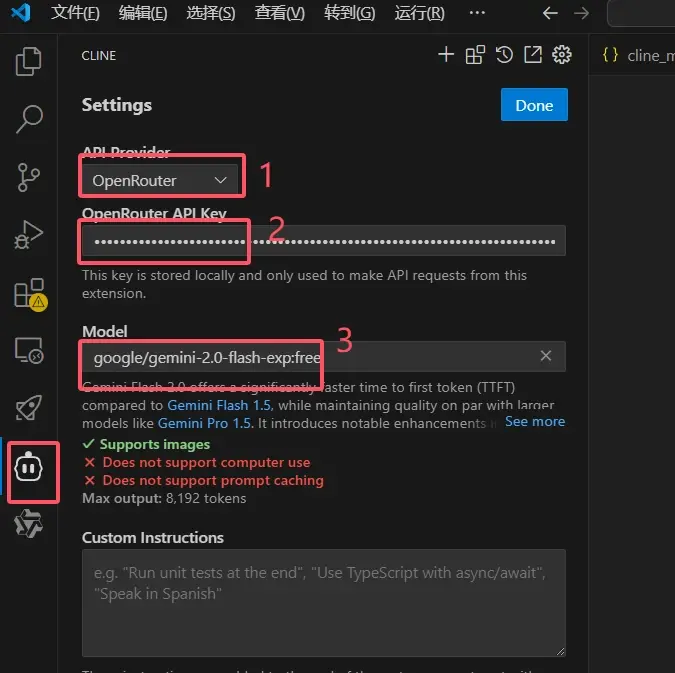 文件(F) 编辑(E) 选择(S) 查看(V) 转到(G) 运行(R) ···
CLINE
{} cline_m
Settings
Done
API Provider
OpenRouter
1
OpenRouter API Key
2
••••••••••••••••••••••••••••••••••••••••••••••••••••••••••••••••••••••••
This key is stored locally and only used to make API requests from this
extension.
Model
3
google/gemini-2.0-flash-exp:free
Gemini Flash 2.0 offers a significantly faster time to first token (TTFT)
compared to Gemini Flash 1.5, while maintaining quality on par with larger
models like Gemini Pro 1.5. It introduces notable enhancements i See more
✓ Supports images
✕ Does not support computer use
✕ Does not support prompt caching
Max output: 8,192 tokens
Custom Instructions
e.g. "Run unit tests at the end", "Use TypeScript with async/await",
"Speak in Spanish"